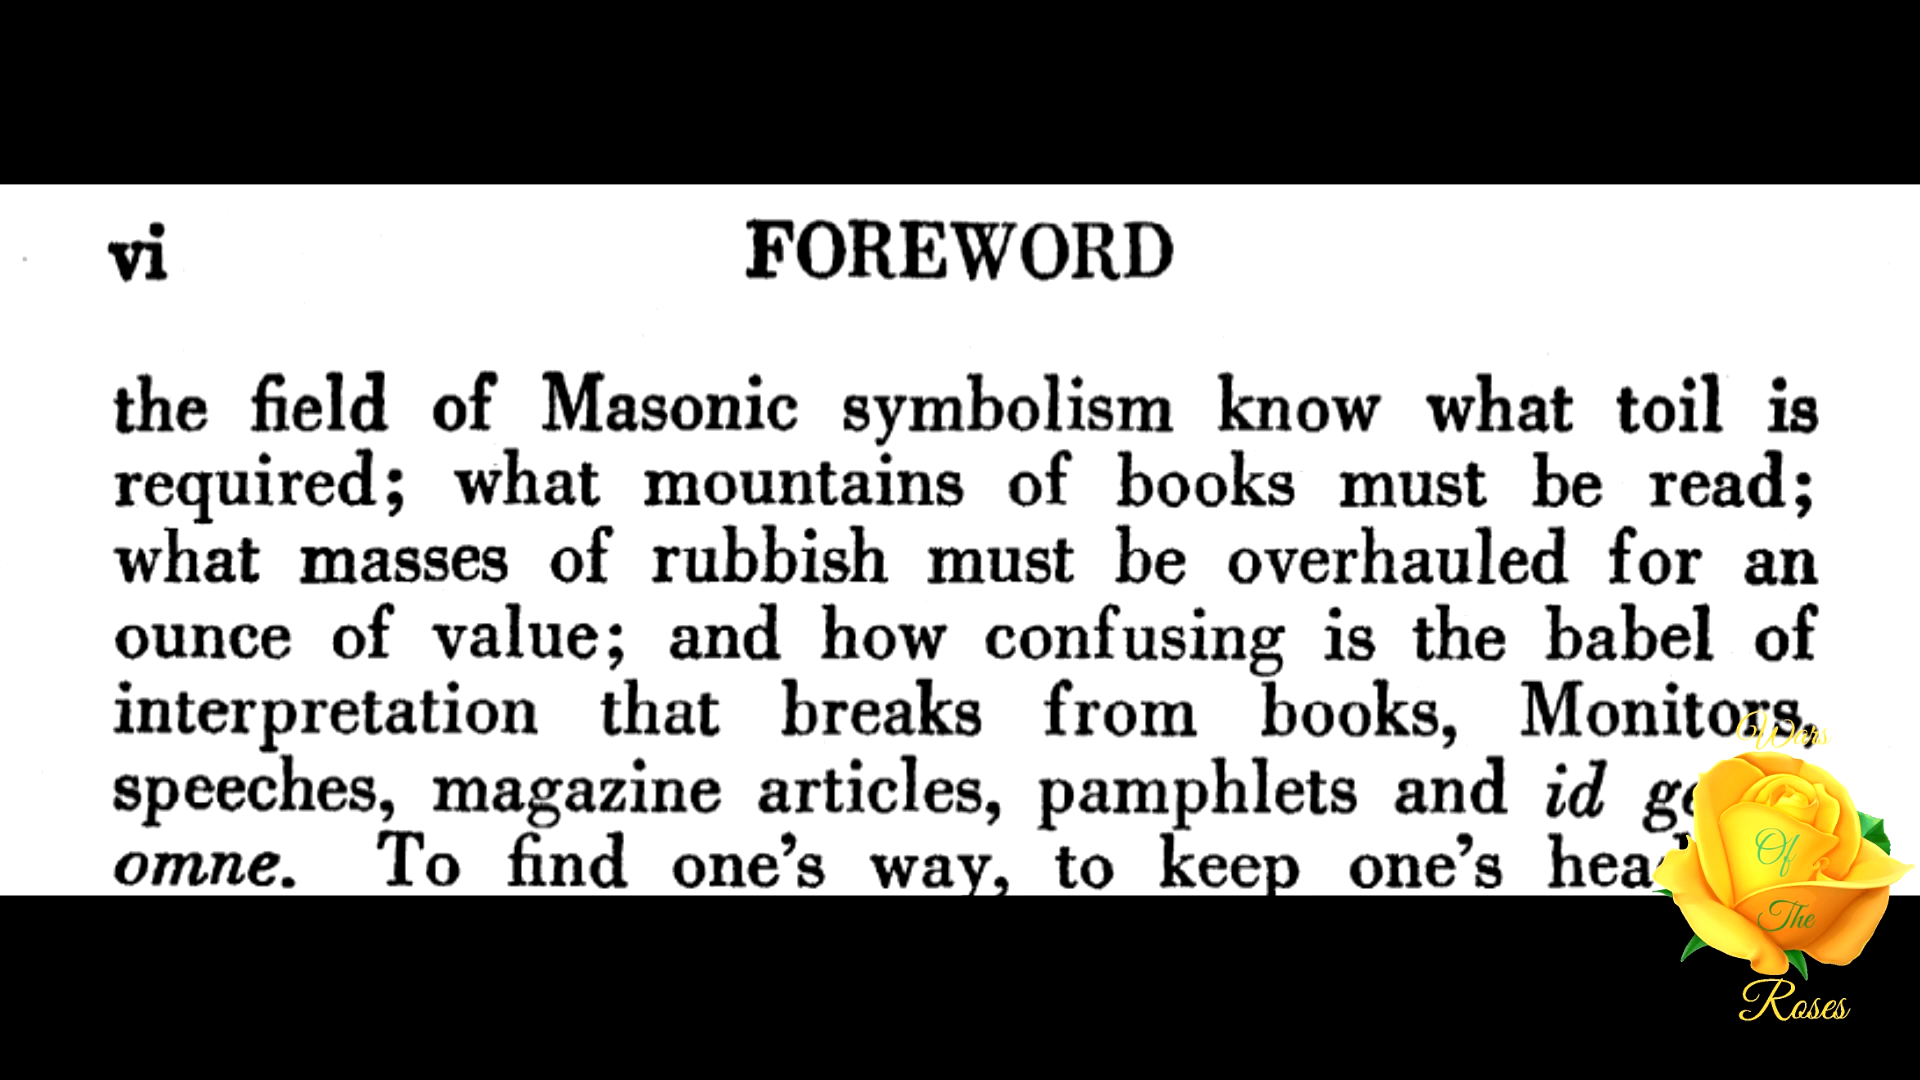 vi FOREWORD
the field of Masonic symbolism know what toil is
required; what mountains of books must be read;
what masses of rubbish must be overhauled for an
ounce of value; and how confusing is the babel of
interpretation that breaks from books, Monitors,
speeches, magazine articles, pamphlets and id
omne. To find one's way, to keep one's
Wars
Of
The
Roses